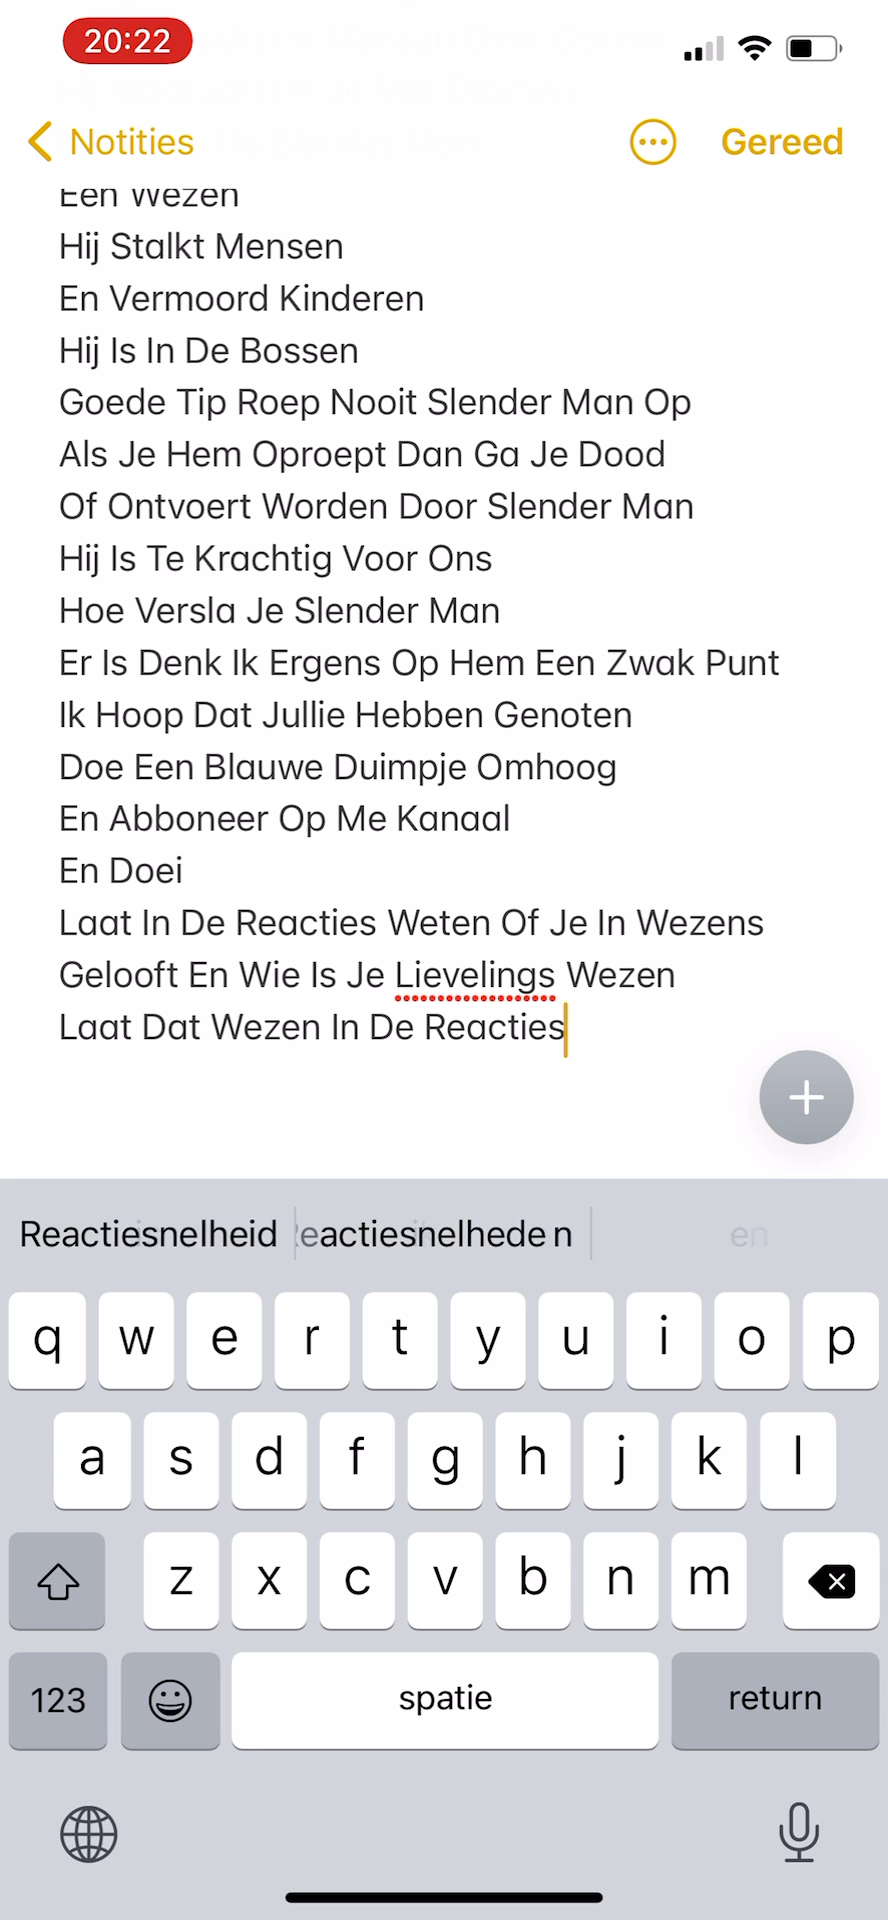 20:22
Notities
Gereed
Een Wezen
Hij Stalkt Mensen
En Vermoord Kinderen
Hij Is In De Bossen
Goede Tip Roep Nooit Slender Man Op
Als Je Hem Oproept Dan Ga Je Dood
Of Ontvoert Worden Door Slender Man
Hij Is Te Krachtig Voor Ons
Hoe Versla Je Slender Man
Er Is Denk Ik Ergens Op Hem Een Zwak Punt
Ik Hoop Dat Jullie Hebben Genoten
Doe Een Blauwe Duimpje Omhoog
En Abboneer Op Me Kanaal
En Doei
Laat In De Reacties Weten Of Je In Wezens
Gelooft En Wie Is Je Lievelings Wezen
Laat Dat Wezen In De Reacties
Reactiesnelheid eactiesnelheden en
q w e r t y u i o p
a s d f g h j k l
z x c v b n m
123 spatie return